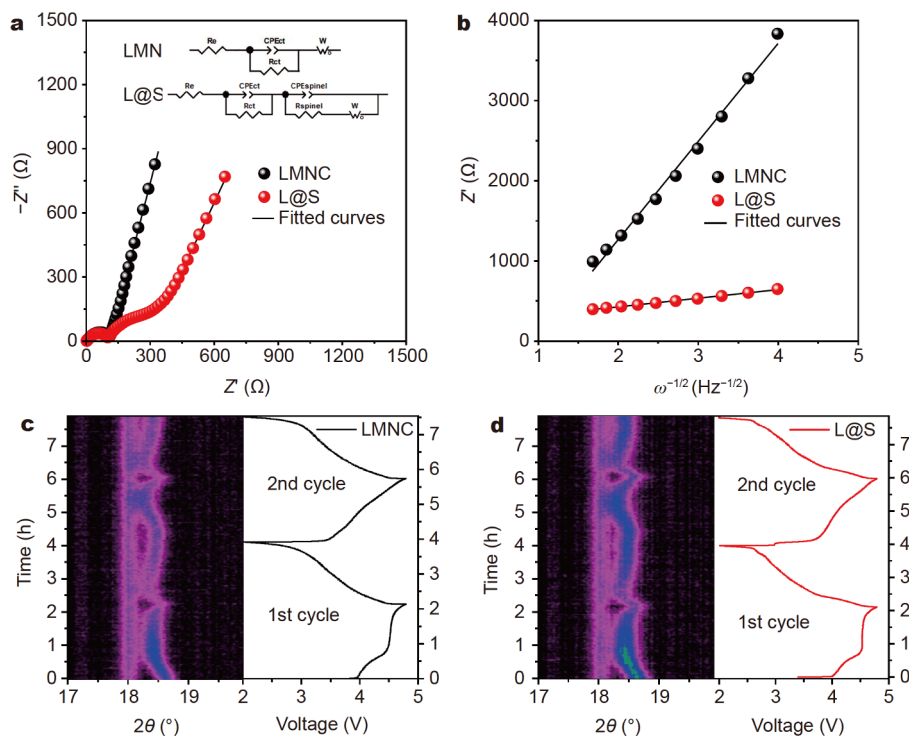 a
1500
1200
900
600
300
0
−Z″ (Ω)
LMN
Re
CPEct
Rct
W
L@S
Re
CPEct
Rct
CPEspinel
Rspinel
W
LMNC
L@S
Fitted curves
0 300 600 900 1200 1500
Z′ (Ω)
b
4000
3000
2000
1000
0
Z′ (Ω)
LMNC
L@S
Fitted curves
1 2 3 4 5
ω−1/2 (Hz−1/2)
c
7
6
5
4
3
2
1
0
Time (h)
LMNC
2nd cycle
1st cycle
7
6
5
4
3
2
1
0
17 18 19 2 3 4 5
2θ (°) Voltage (V)
d
7
6
5
4
3
2
1
0
Time (h)
L@S
2nd cycle
1st cycle
7
6
5
4
3
2
1
0
17 18 19 2 3 4 5
2θ (°) Voltage (V)